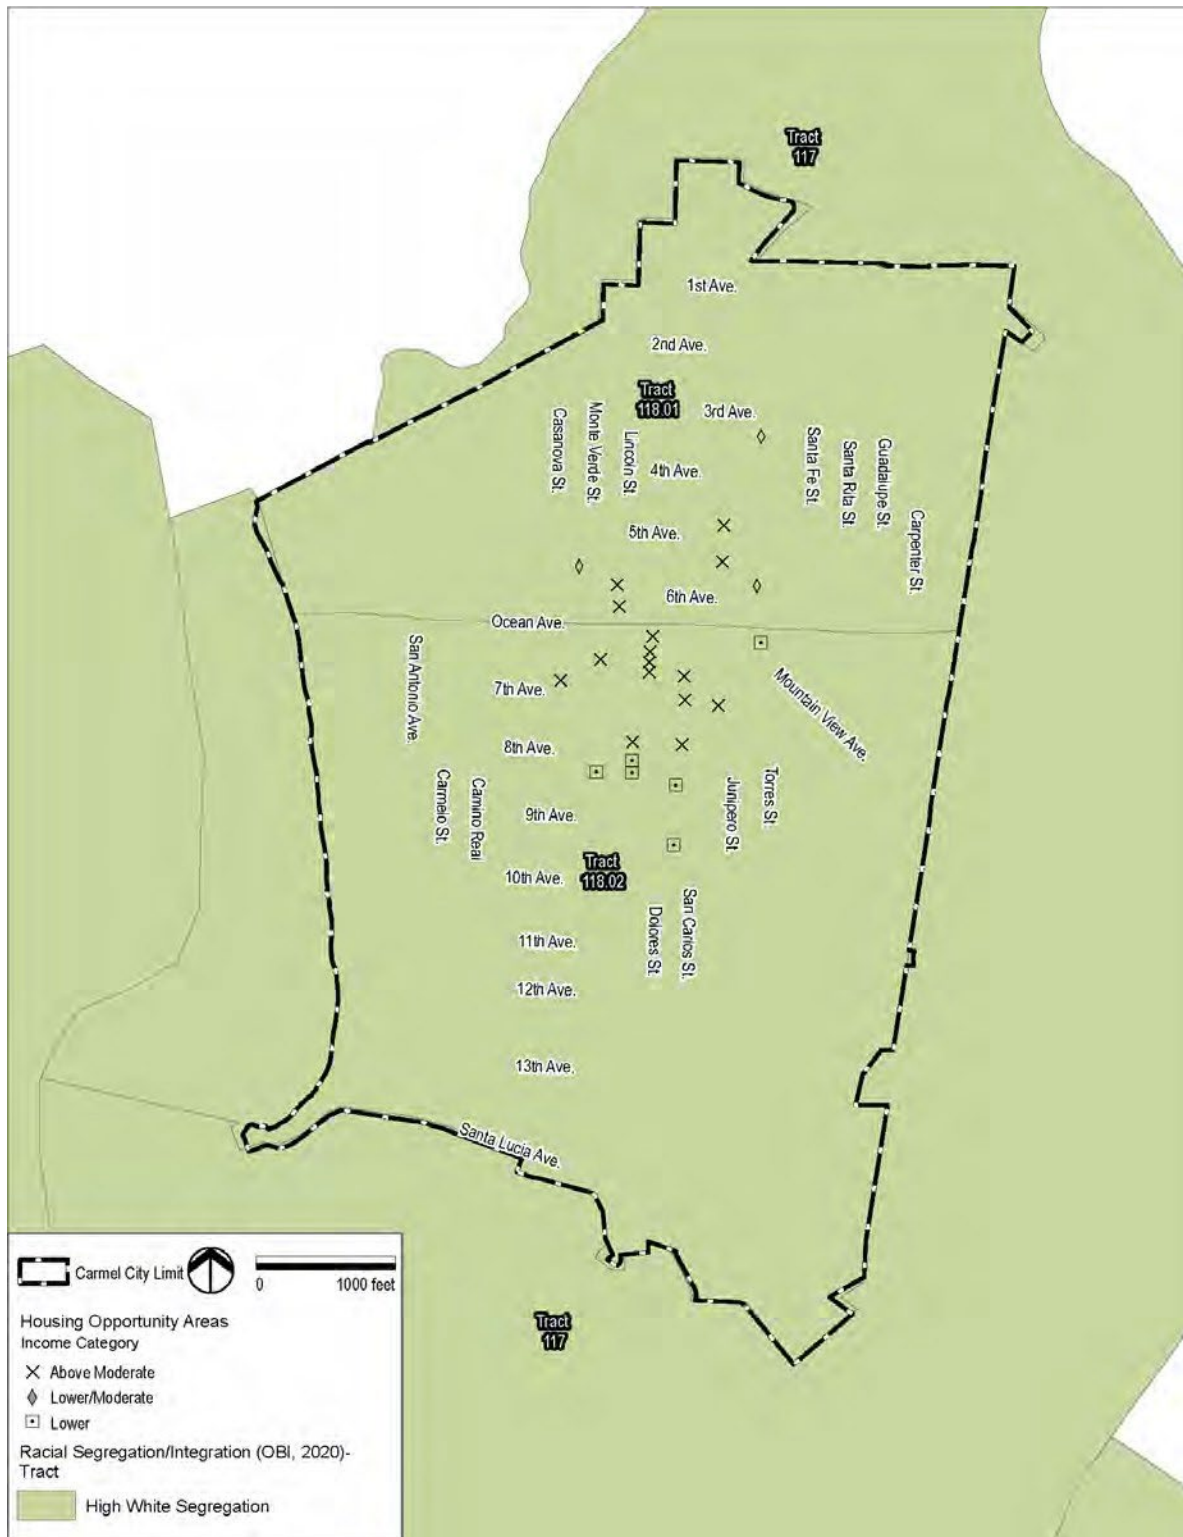 Tract
117
1st Ave.
2nd Ave.
Tract
118.01
3rd Ave.
Casanova St.
Monte Verde St.
Lincoln St.
4th Ave.
Santa Fe St.
Santa Rita St.
Guadalupe St.
Carpenter St.
5th Ave.
6th Ave.
Ocean Ave.
San Antonio Ave.
7th Ave.
Mountain View Ave.
8th Ave.
Carmelo St.
Camino Real
Junipero St.
Torres St.
9th Ave.
Tract
118.02
10th Ave.
Dolores St.
San Carlos St.
11th Ave.
12th Ave.
13th Ave.
Santa Lucia Ave.
Tract
117
Carmel City Limit
0 1000 feet
Housing Opportunity Areas
Income Category
Above Moderate
Lower/Moderate
Lower
Racial Segregation/Integration (OBI, 2020)-
Tract
High White Segregation